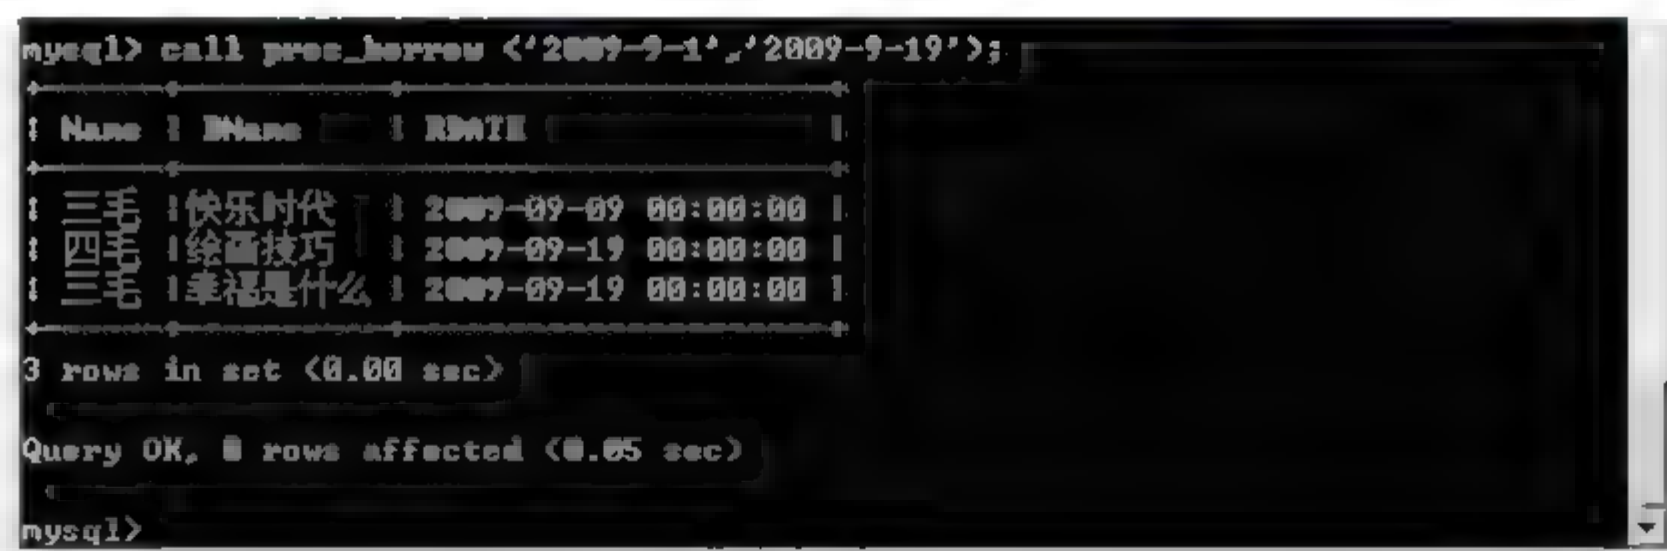 mysql> call proc_borrow ('2009-9-1','2009-9-19');
| Name | BName | RDATE |
| 三毛 | 快乐时代 | 2009-09-09 00:00:00 |
| 四毛 | 绘画技巧 | 2009-09-19 00:00:00 |
| 三毛 | 幸福是什么 | 2009-09-19 00:00:00 |
3 rows in set (0.00 sec)
Query OK, 0 rows affected (0.05 sec)
mysql>